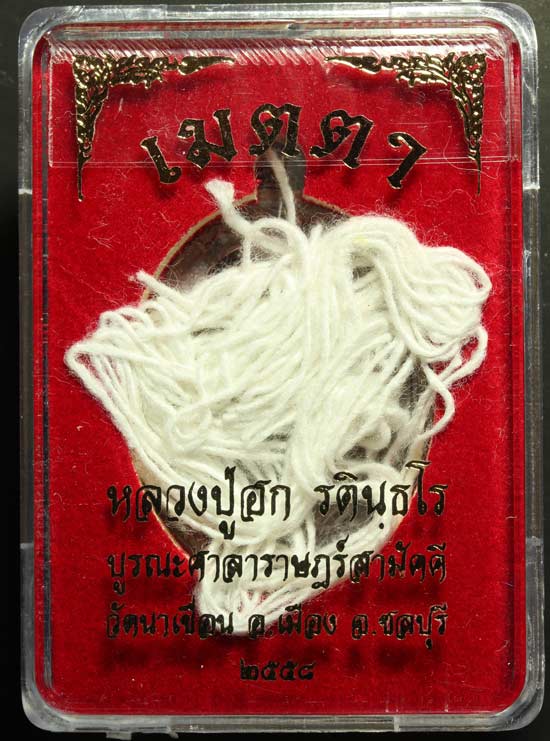 เมตตา
หลวงปู่ฮก รตินฺธโร
บูรณะศาลาราษฎร์สามัคคี
วัดนาเขื่อน อ.เมือง จ.ชลบุรี
๒๕๕๘